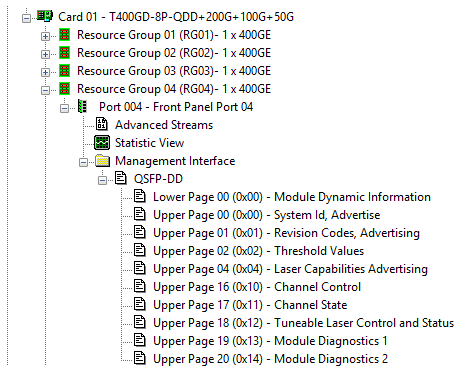 Card 01 - T400GD-8P-QDD+200G+100G+50G
Resource Group 01 (RG01)- 1 x 400GE
Resource Group 02 (RG02)- 1 x 400GE
Resource Group 03 (RG03)- 1 x 400GE
Resource Group 04 (RG04)- 1 x 400GE
Port 004 - Front Panel Port 04
Advanced Streams
Statistic View
Management Interface
QSFP-DD
Lower Page 00 (0x00) - Module Dynamic Information
Upper Page 00 (0x00) - System Id, Advertise
Upper Page 01 (0x01) - Revision Codes, Advertising
Upper Page 02 (0x02) - Threshold Values
Upper Page 04 (0x04) - Laser Capabilities Advertising
Upper Page 16 (0x10) - Channel Control
Upper Page 17 (0x11) - Channel State
Upper Page 18 (0x12) - Tuneable Laser Control and Status
Upper Page 19 (0x13) - Module Diagnostics 1
Upper Page 20 (0x14) - Module Diagnostics 2